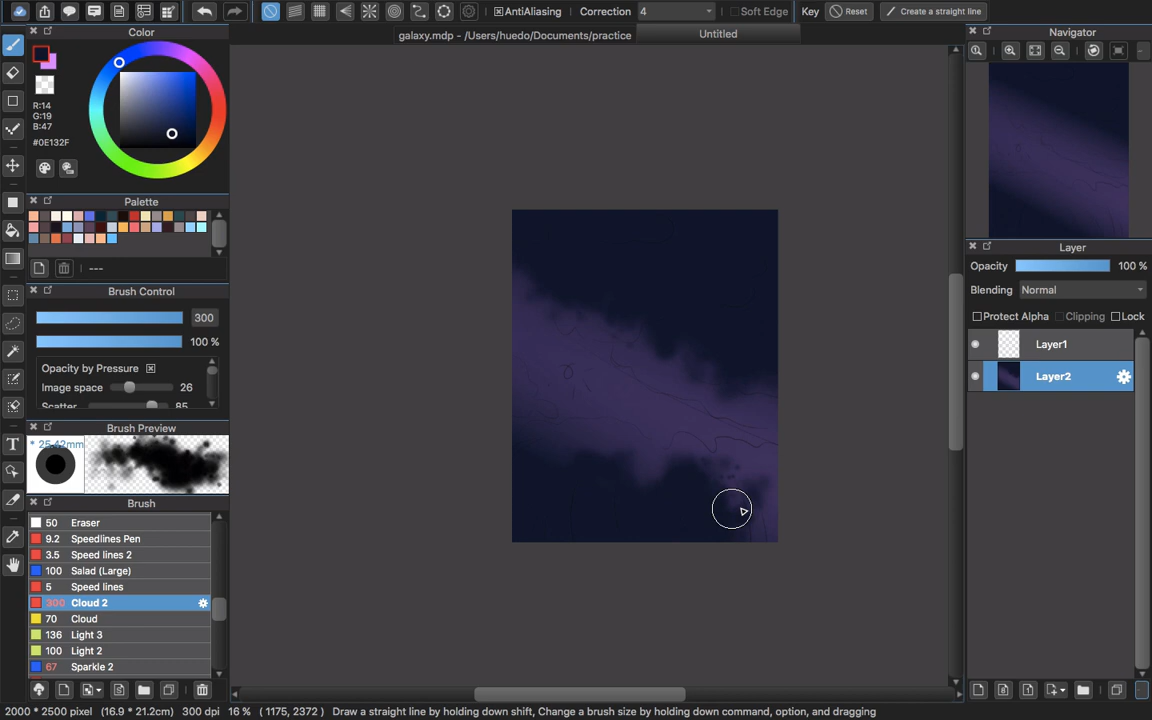 AntiAliasing Correction 4 Soft Edge Key Reset Create a straight line
galaxy.mdp - /Users/huedo/Documents/practice Untitled
Color
R:14
G:19
B:47
#0E132F
Palette
---
Brush Control
300
100 %
Opacity by Pressure
Image space 26
Scatter 85
Brush Preview
* 25.42mm
Brush
50 Eraser
9.2 Speedlines Pen
3.5 Speed lines 2
100 Salad (Large)
5 Speed lines
300 Cloud 2
70 Cloud
136 Light 3
100 Light 2
67 Sparkle 2
Navigator
Layer
Opacity 100 %
Blending Normal
Protect Alpha Clipping Lock
Layer1
Layer2
2000 * 2500 pixel (16.9 * 21.2cm) 300 dpi 16 % ( 1175, 2372 ) Draw a straight line by holding down shift, Change a brush size by holding down command, option, and dragging